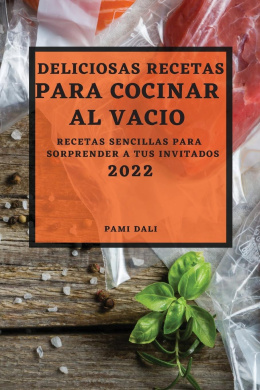 DELICIOSAS RECETAS
PARA COCINAR
AL VACIO
RECETAS SENCILLAS PARA
SORPRENDER A TUS INVITADOS
2022
PAMI DALI